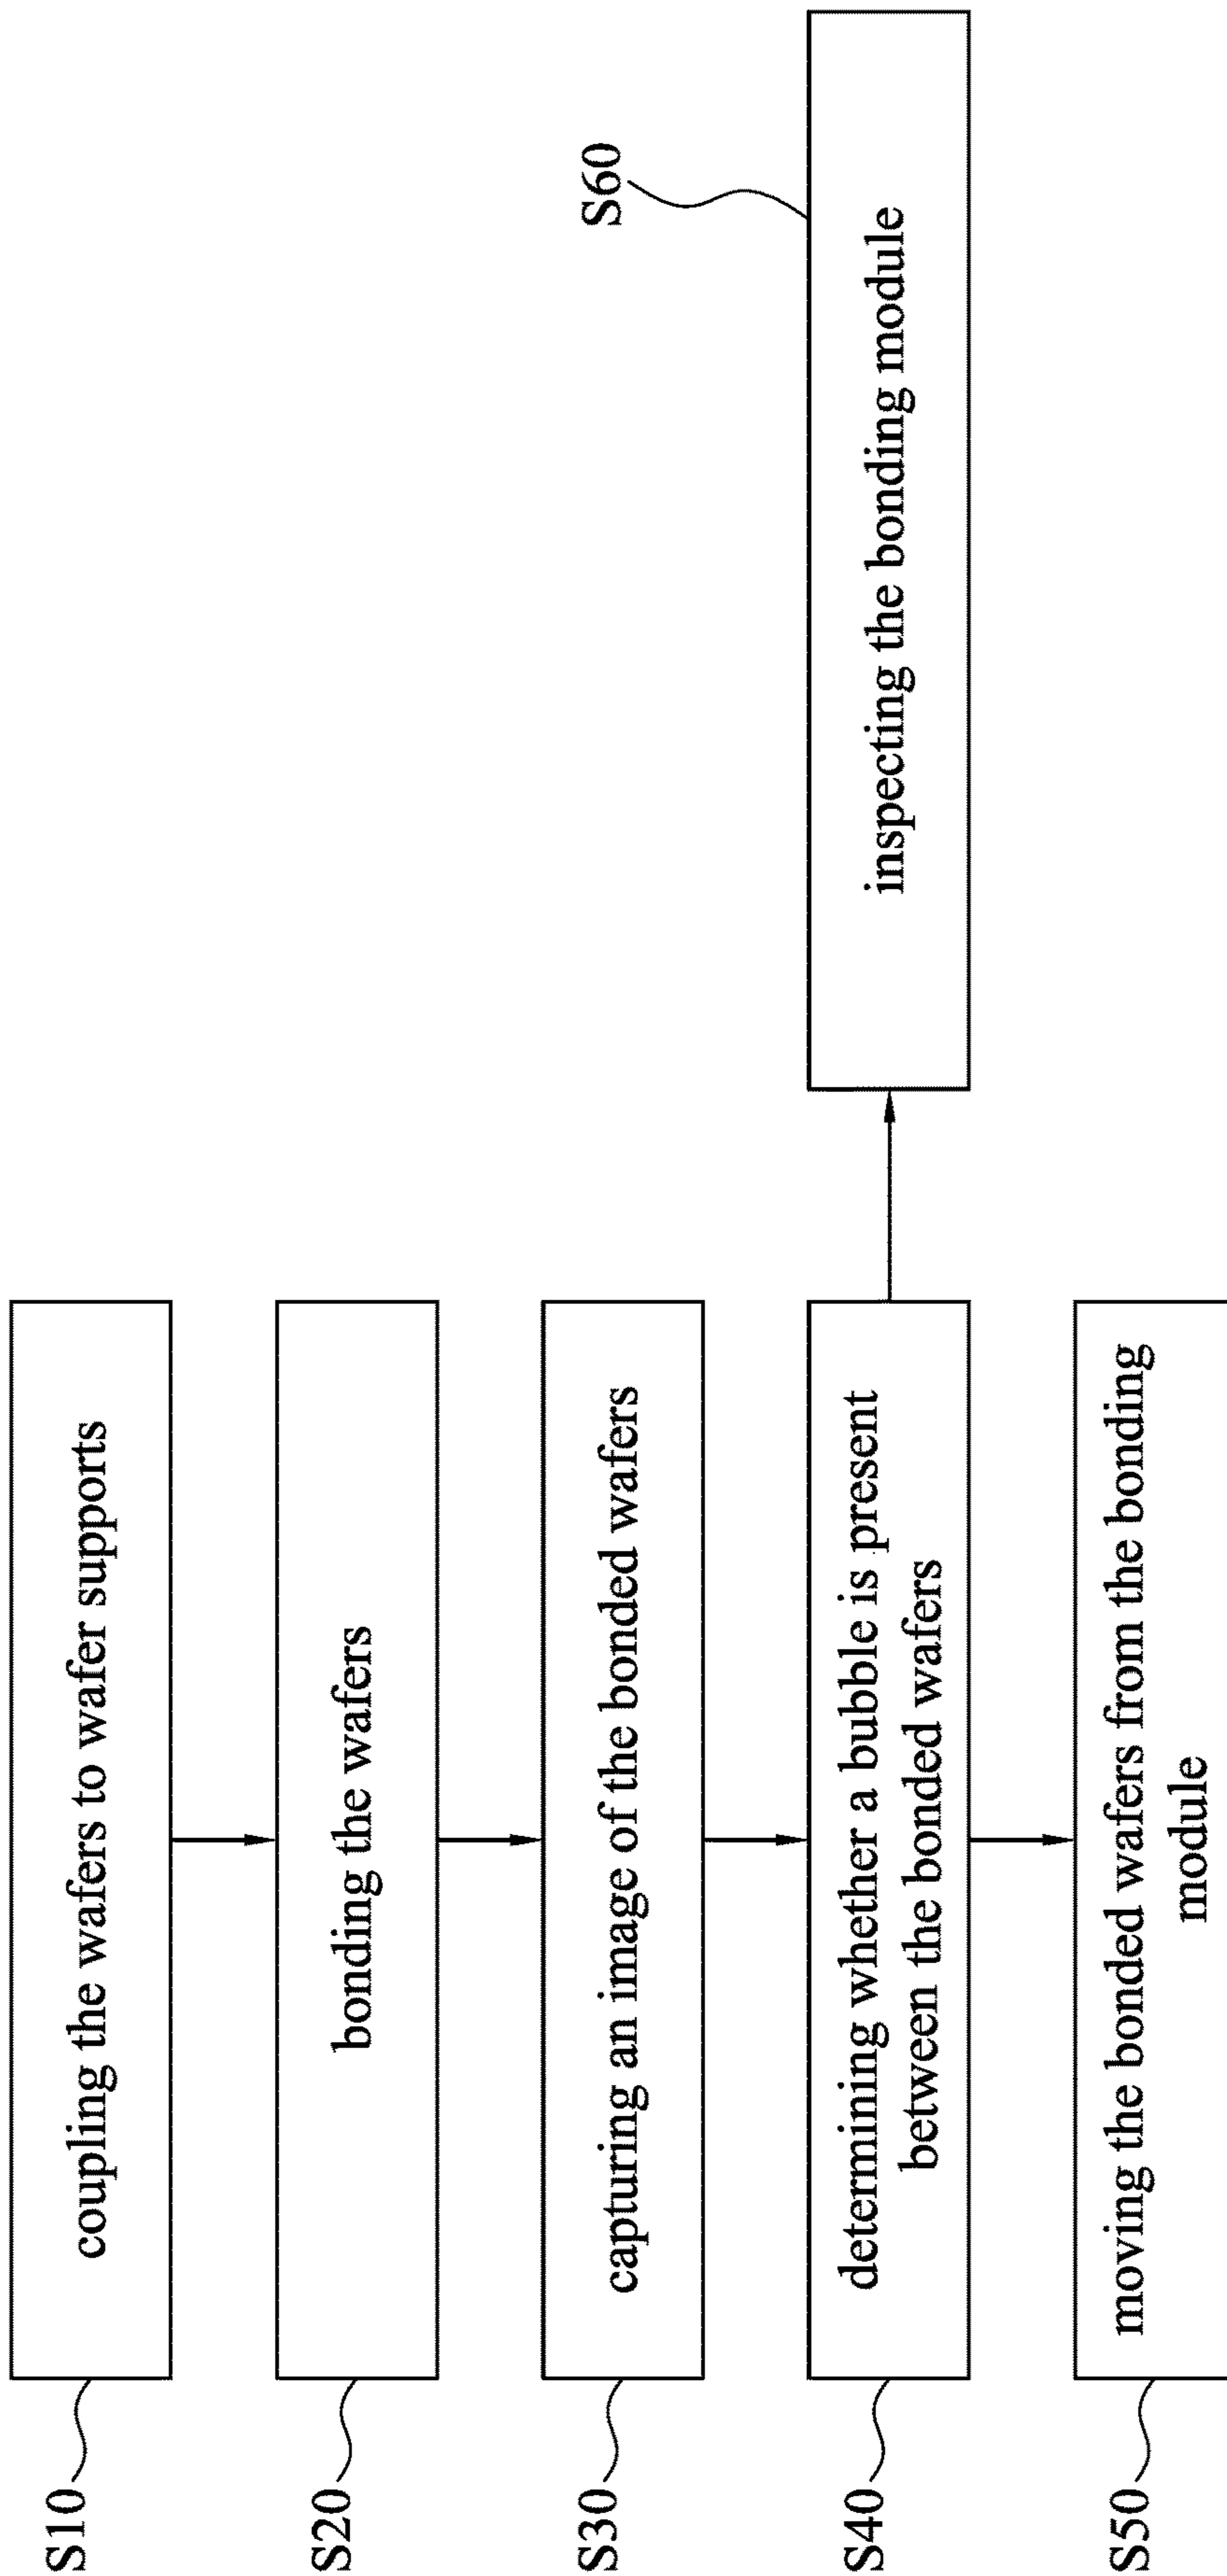 S10
coupling the wafers to wafer supports
S20
bonding the wafers
S30
capturing an image of the bonded wafers
S40
determining whether a bubble is present
between the bonded wafers
S60
inspecting the bonding module
S50
moving the bonded wafers from the bonding
module